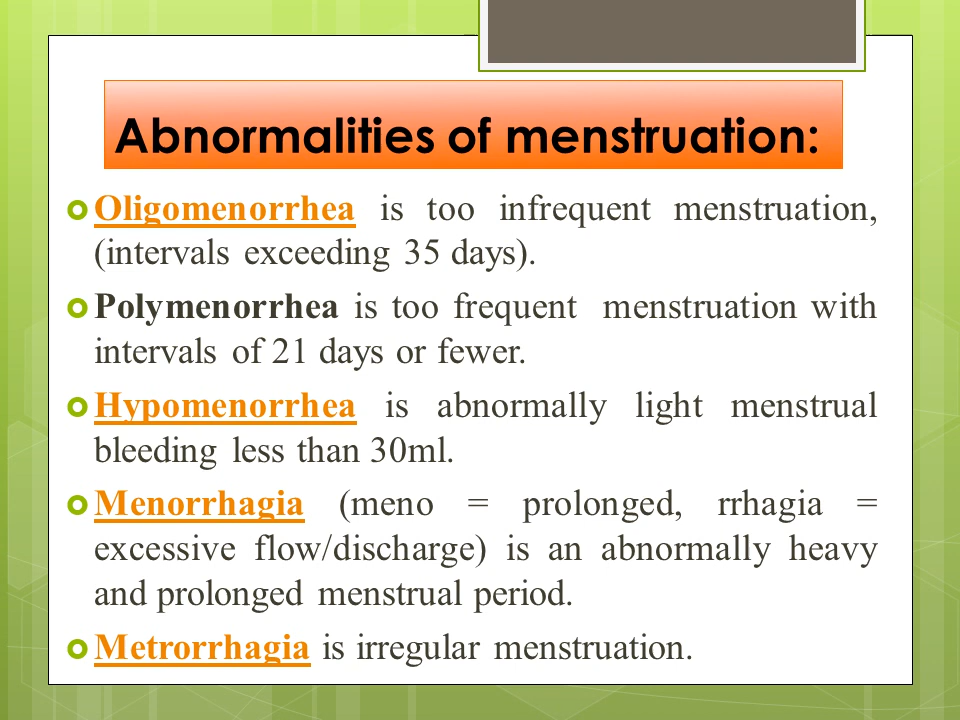 Abnormalities of menstruation:
Oligomenorrhea is too infrequent menstruation,
(intervals exceeding 35 days).
Polymenorrhea is too frequent menstruation with
intervals of 21 days or fewer.
Hypomenorrhea is abnormally light menstrual
bleeding less than 30ml.
Menorrhagia (meno = prolonged, rrhagia =
excessive flow/discharge) is an abnormally heavy
and prolonged menstrual period.
Metrorrhagia is irregular menstruation.